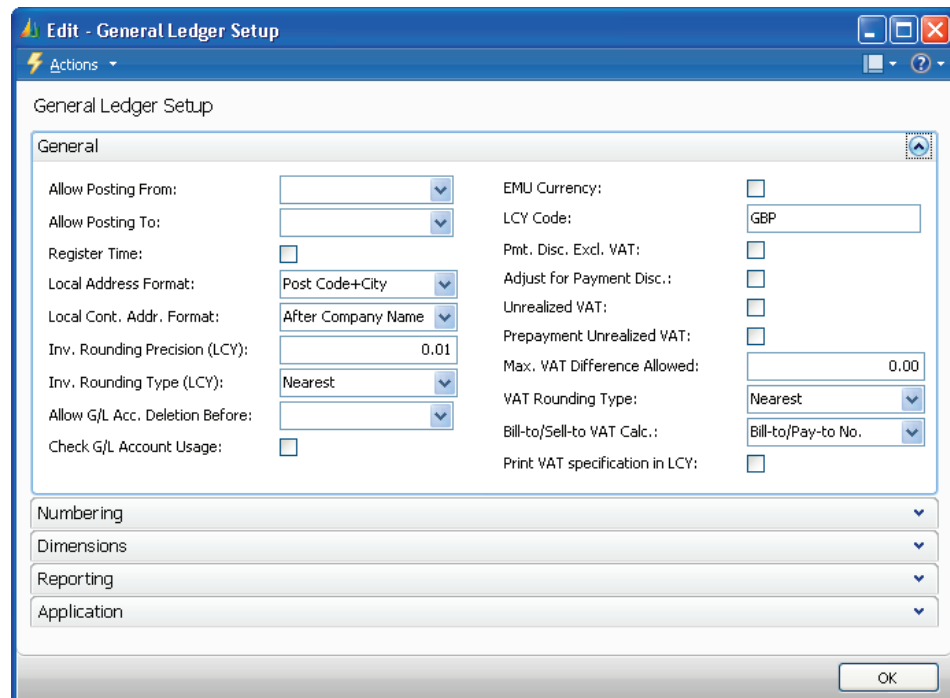 Edit - General Ledger Setup
Actions
General Ledger Setup
General
Allow Posting From:
Allow Posting To:
Register Time:
Local Address Format: Post Code+City
Local Cont. Addr. Format: After Company Name
Inv. Rounding Precision (LCY): 0.01
Inv. Rounding Type (LCY): Nearest
Allow G/L Acc. Deletion Before:
Check G/L Account Usage:
EMU Currency:
LCY Code: GBP
Pmt. Disc. Excl. VAT:
Adjust for Payment Disc.:
Unrealized VAT:
Prepayment Unrealized VAT:
Max. VAT Difference Allowed: 0.00
VAT Rounding Type: Nearest
Bill-to/Sell-to VAT Calc.: Bill-to/Pay-to No.
Print VAT specification in LCY:
Numbering
Dimensions
Reporting
Application
OK